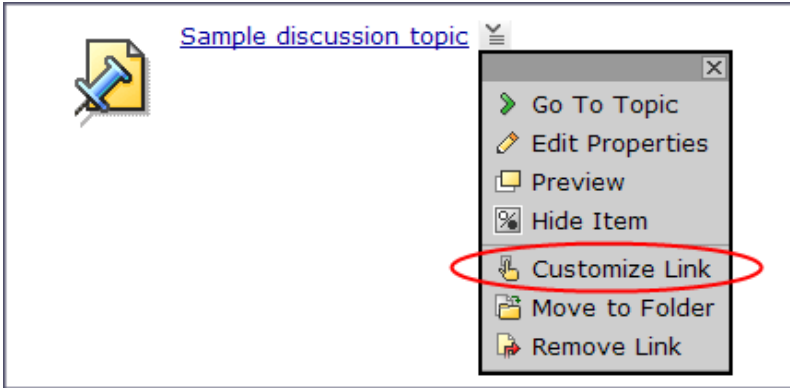 Sample discussion topic
Go To Topic
Edit Properties
Preview
Hide Item
Customize Link
Move to Folder
Remove Link